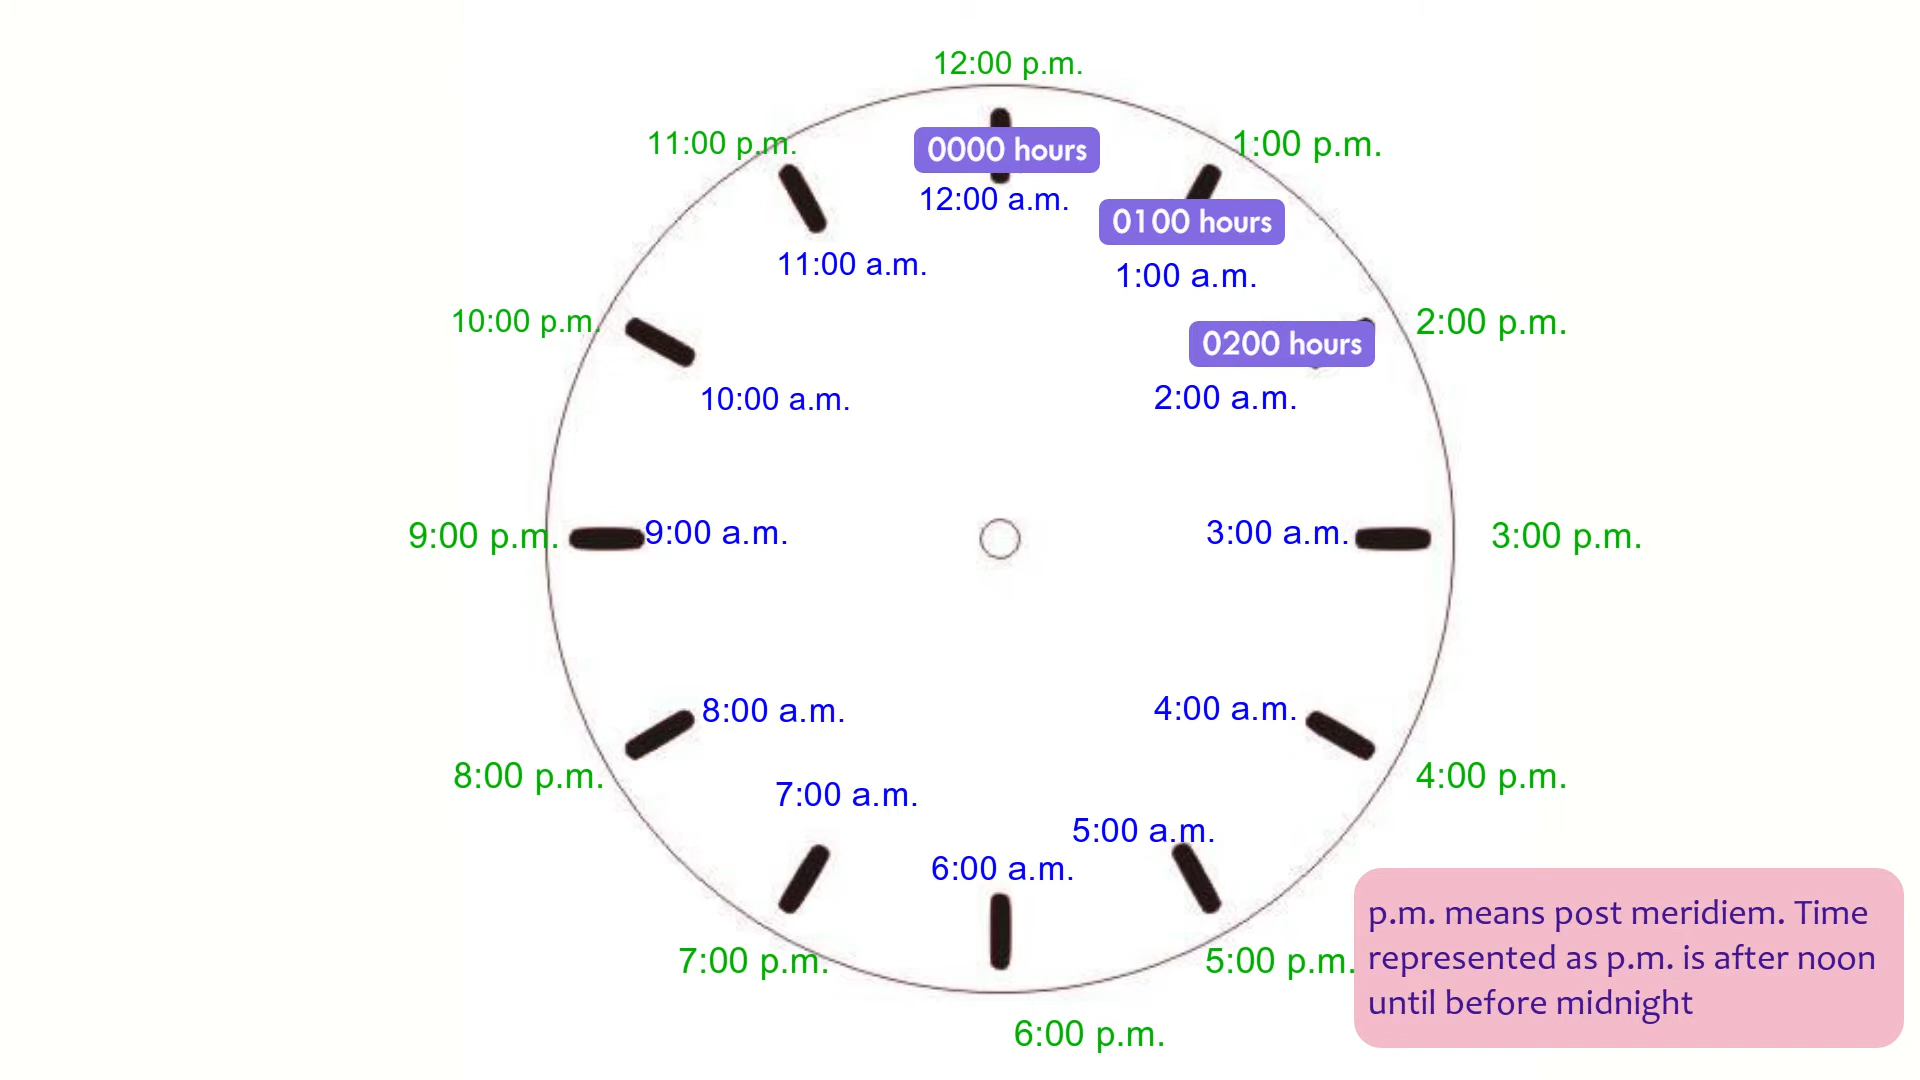 12:00 p.m.
11:00 p.m.
1:00 p.m.
0000 hours
12:00 a.m.
0100 hours
11:00 a.m.
1:00 a.m.
10:00 p.m.
2:00 p.m.
0200 hours
10:00 a.m.
2:00 a.m.
9:00 p.m.
9:00 a.m.
3:00 a.m.
3:00 p.m.
8:00 a.m.
4:00 a.m.
8:00 p.m.
4:00 p.m.
7:00 a.m.
5:00 a.m.
6:00 a.m.
7:00 p.m.
5:00 p.m.
6:00 p.m.
p.m. means post meridiem. Time
represented as p.m. is after noon
until before midnight